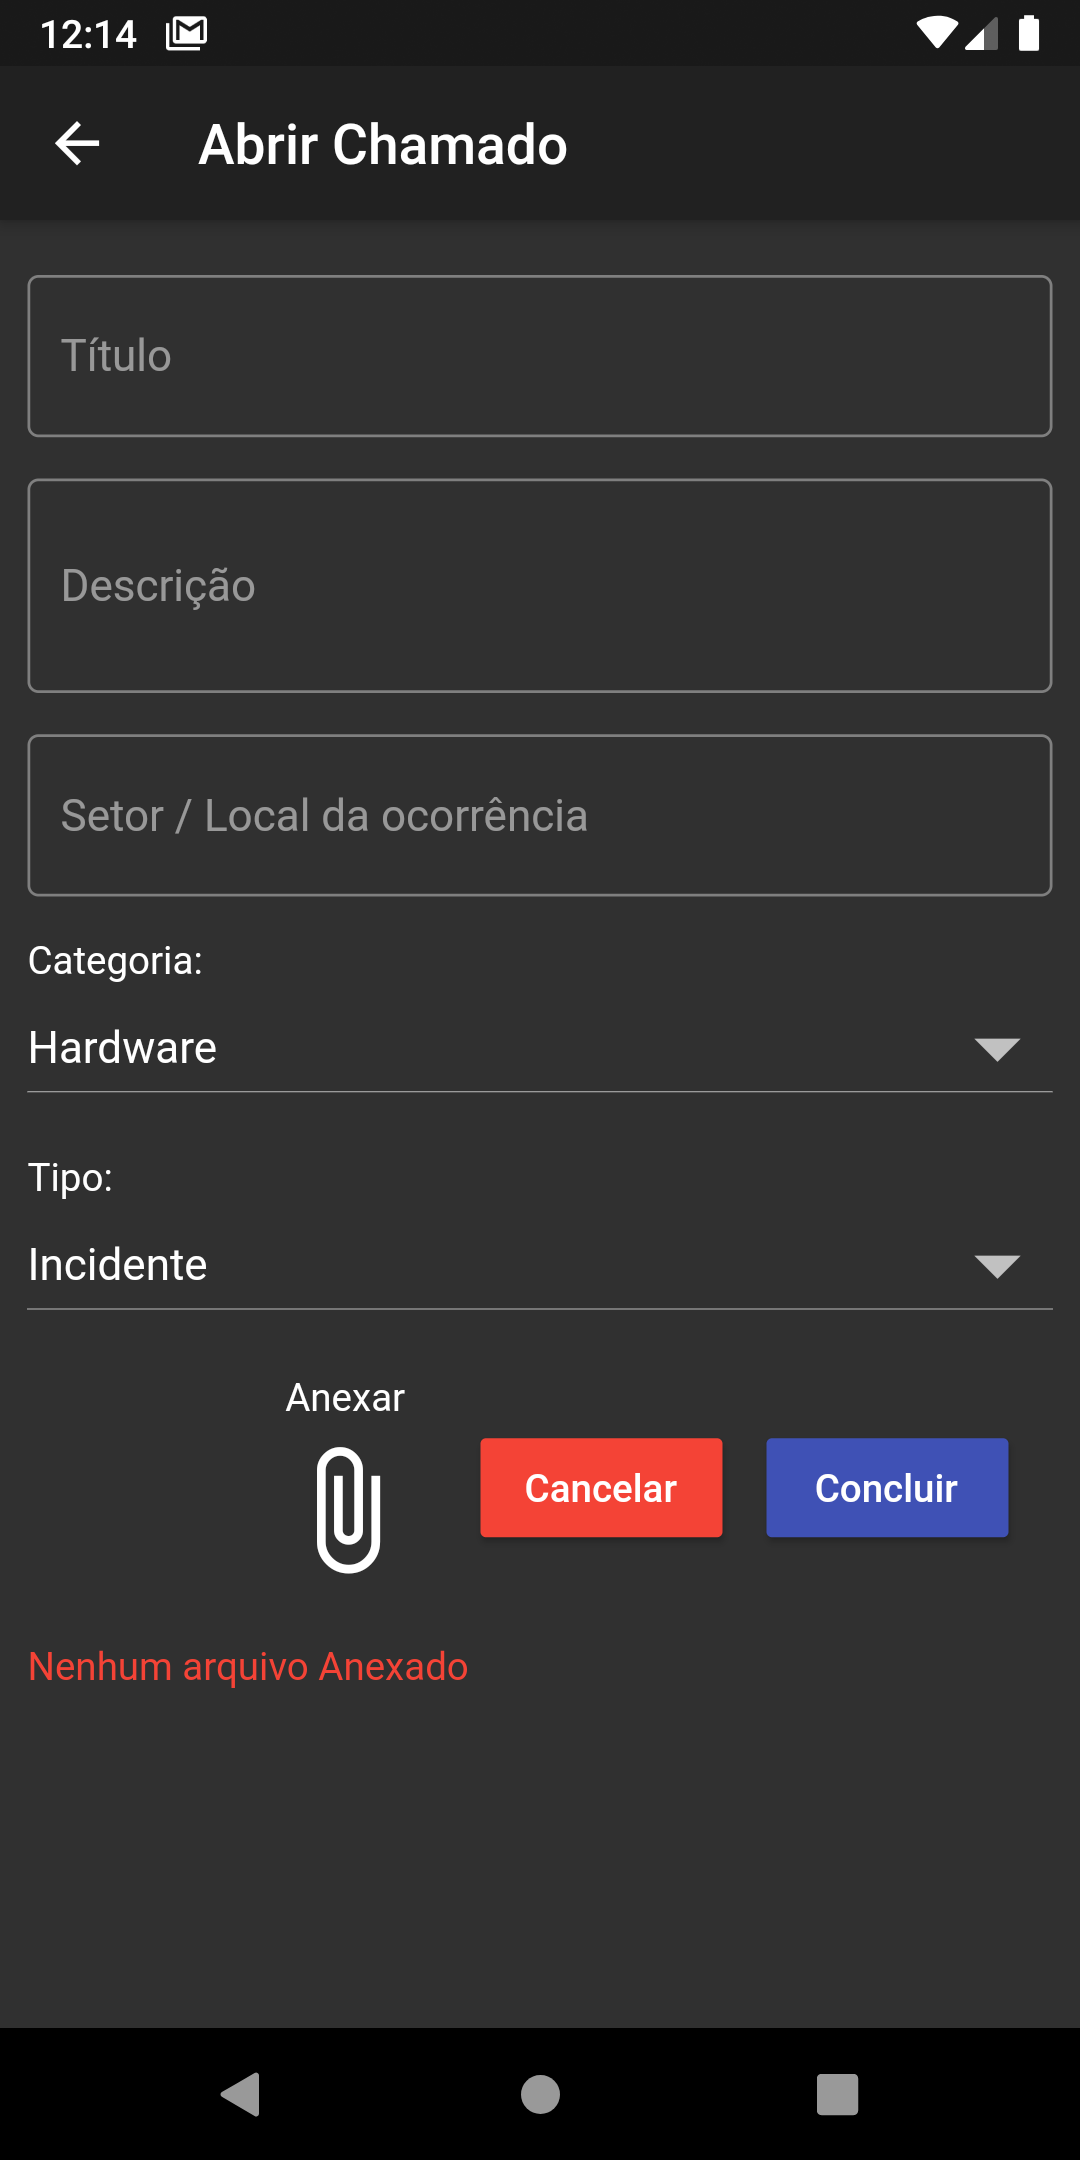 12:14
Abrir Chamado
Título
Descrição
Setor / Local da ocorrência
Categoria:
Hardware
Tipo:
Incidente
Anexar
Cancelar
Concluir
Nenhum arquivo Anexado